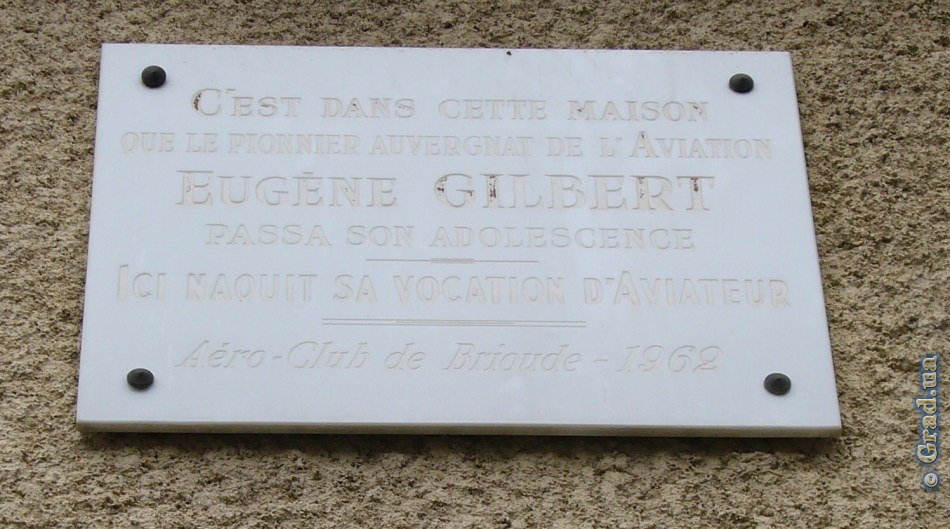 C'EST DANS CETTE MAISON
QUE LE PIONNIER AUVERGNAT DE L'AVIATION
EUGÈNE GILBERT
PASSA SON ADOLESCENCE
ICI NAQUIT SA VOCATION D'AVIATEUR
Aéro-Club de Brioude - 1962
© Grad.ua